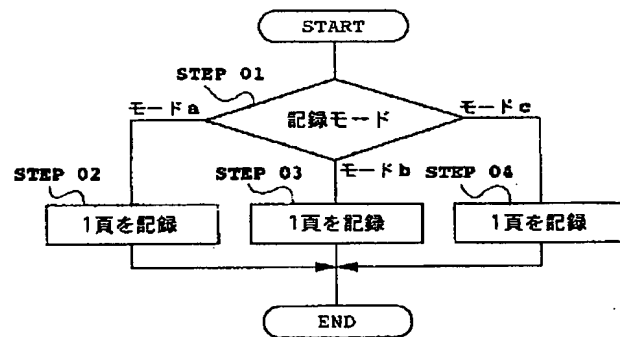 START
STEP 01
モードa
記録モード
モードc
STEP 02
STEP 03
モードb
STEP 04
1頁を記録
1頁を記録
1頁を記録
END